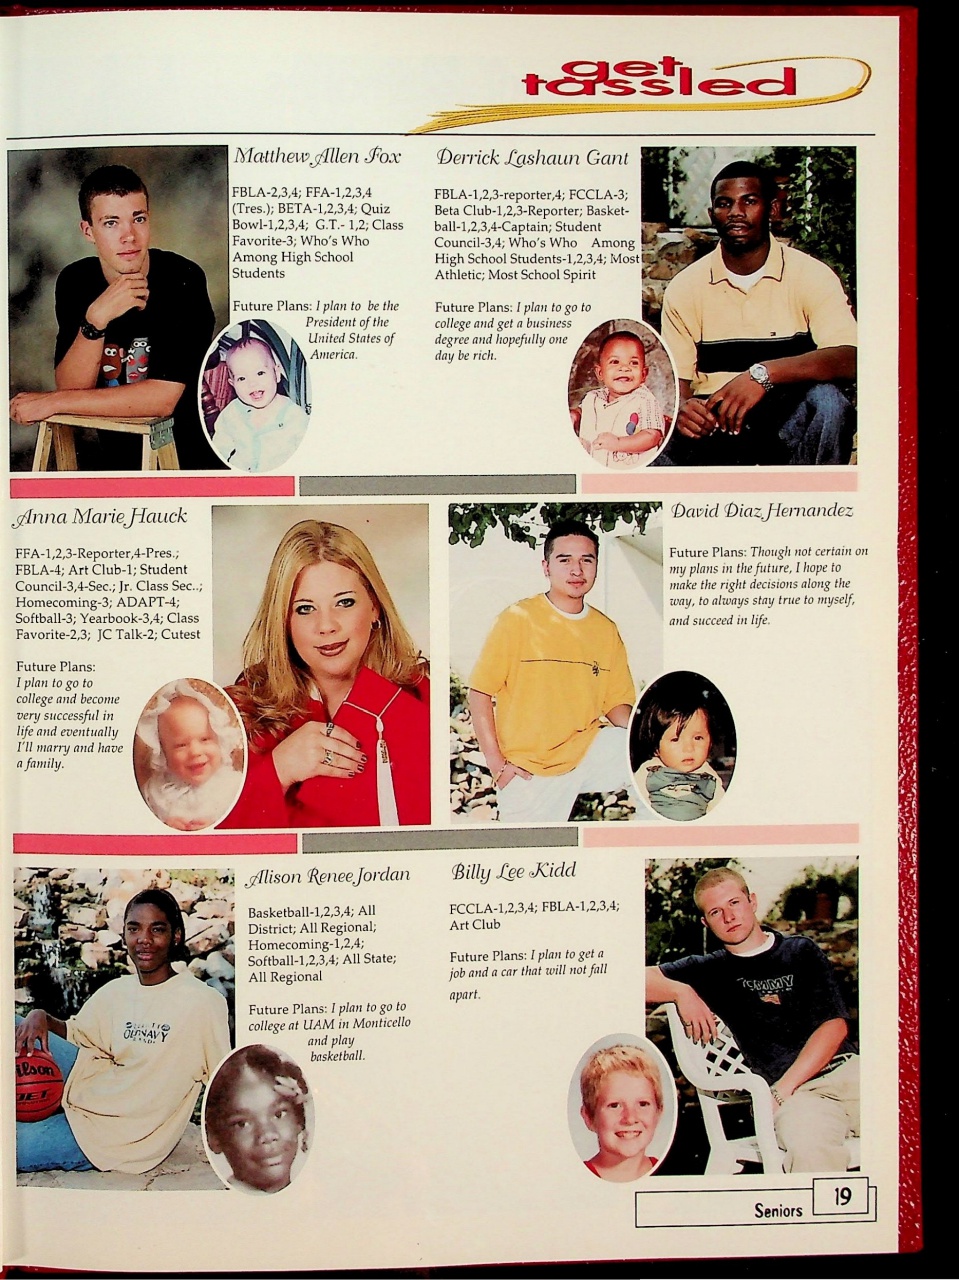 get
tassled
Matthew Allen Fox
FBLA-2,3,4; FFA-1,2,3,4
(Tres.); BETA-1,2,3,4; Quiz
Bowl-1,2,3,4; G.T.- 1,2; Class
Favorite-3; Who's Who
Among High School
Students
Future Plans: I plan to be the
President of the
United States of
America.
Derrick Lashaun Gant
FBLA-1,2,3-reporter,4; FCCLA-3;
Beta Club-1,2,3-Reporter; Basket-
ball-1,2,3,4-Captain; Student
Council-3,4; Who's Who Among
High School Students-1,2,3,4; Most
Athletic; Most School Spirit
Future Plans: I plan to go to
college and get a business
degree and hopefully one
day be rich.
Anna Marie Hauck
FFA-1,2,3-Reporter,4-Pres.;
FBLA-4; Art Club-1; Student
Council-3,4-Sec.; Jr. Class Sec..;
Homecoming-3; ADAPT-4;
Softball-3; Yearbook-3,4; Class
Favorite-2,3; JC Talk-2; Cutest
Future Plans:
I plan to go to
college and become
very successful in
life and eventually
I'll marry and have
a family.
David Diaz Hernandez
Future Plans: Though not certain on
my plans in the future, I hope to
make the right decisions along the
way, to always stay true to myself,
and succeed in life.
Alison Renee Jordan
Basketball-1,2,3,4; All
District; All Regional;
Homecoming-1,2,4;
Softball-1,2,3,4; All State;
All Regional
Future Plans: I plan to go to
college at UAM in Monticello
and play
basketball.
OLD NAVY
Wilson
JET
Billy Lee Kidd
FCCLA-1,2,3,4; FBLA-1,2,3,4;
Art Club
Future Plans: I plan to get a
job and a car that will not fall
apart.
TOMMY
Seniors 19